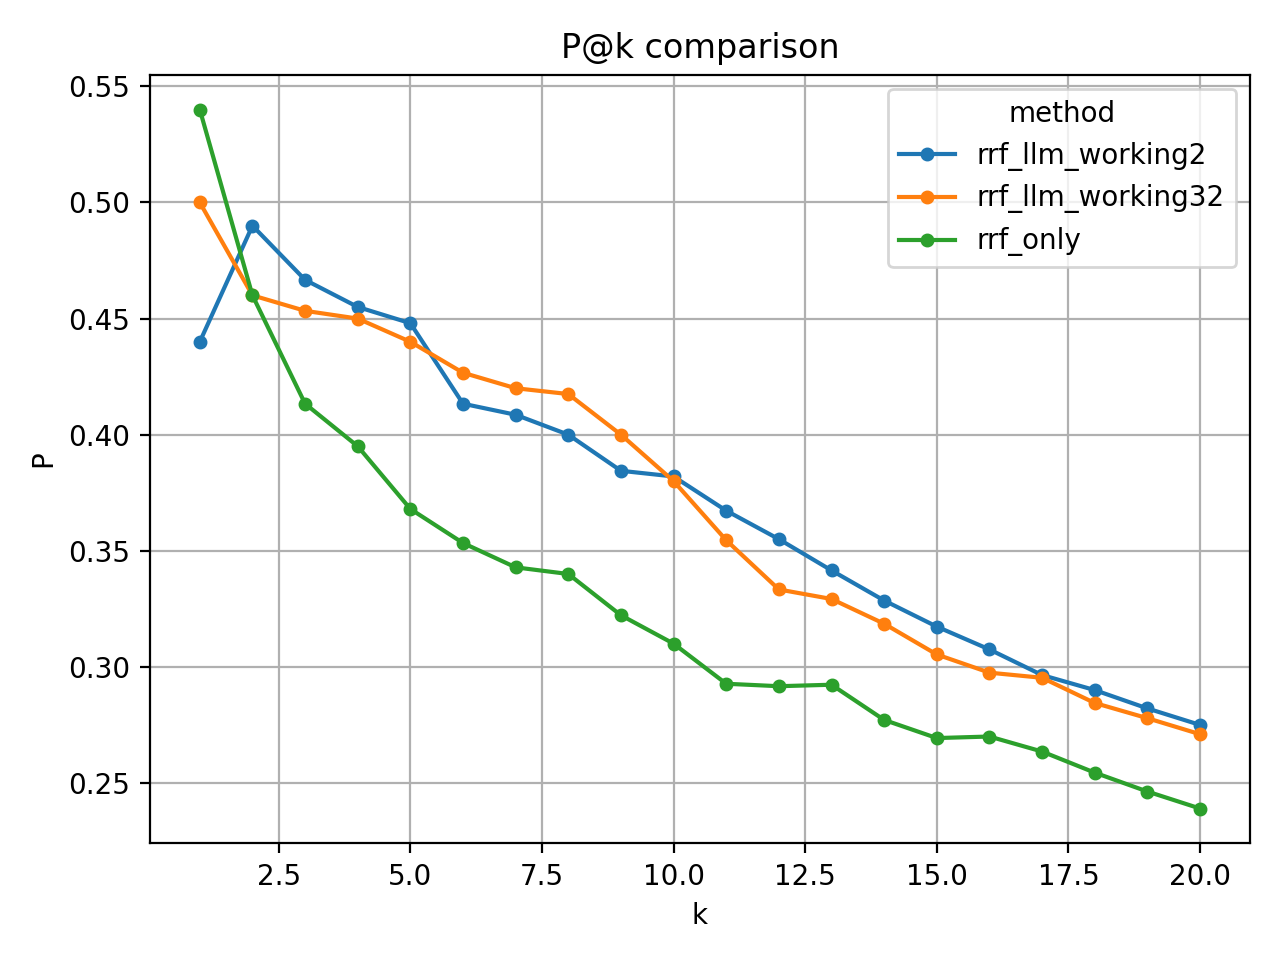 P@k comparison
method
rrf_llm_working2
rrf_llm_working32
rrf_only
0.55
0.50
0.45
0.40
0.35
0.30
0.25
P
2.5 5.0 7.5 10.0 12.5 15.0 17.5 20.0
k